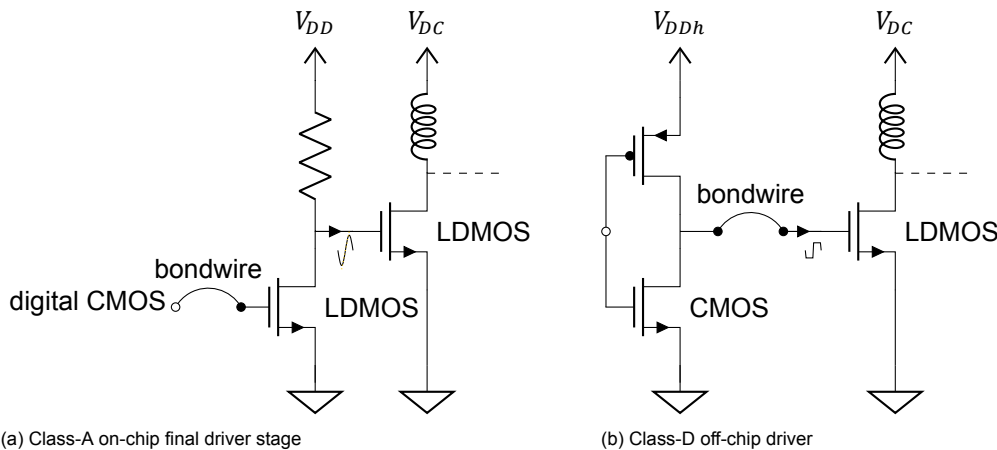 V_DD
V_DC
bondwire
digital CMOS
LDMOS
LDMOS
(a) Class-A on-chip final driver stage
V_DDh
V_DC
bondwire
LDMOS
CMOS
(b) Class-D off-chip driver